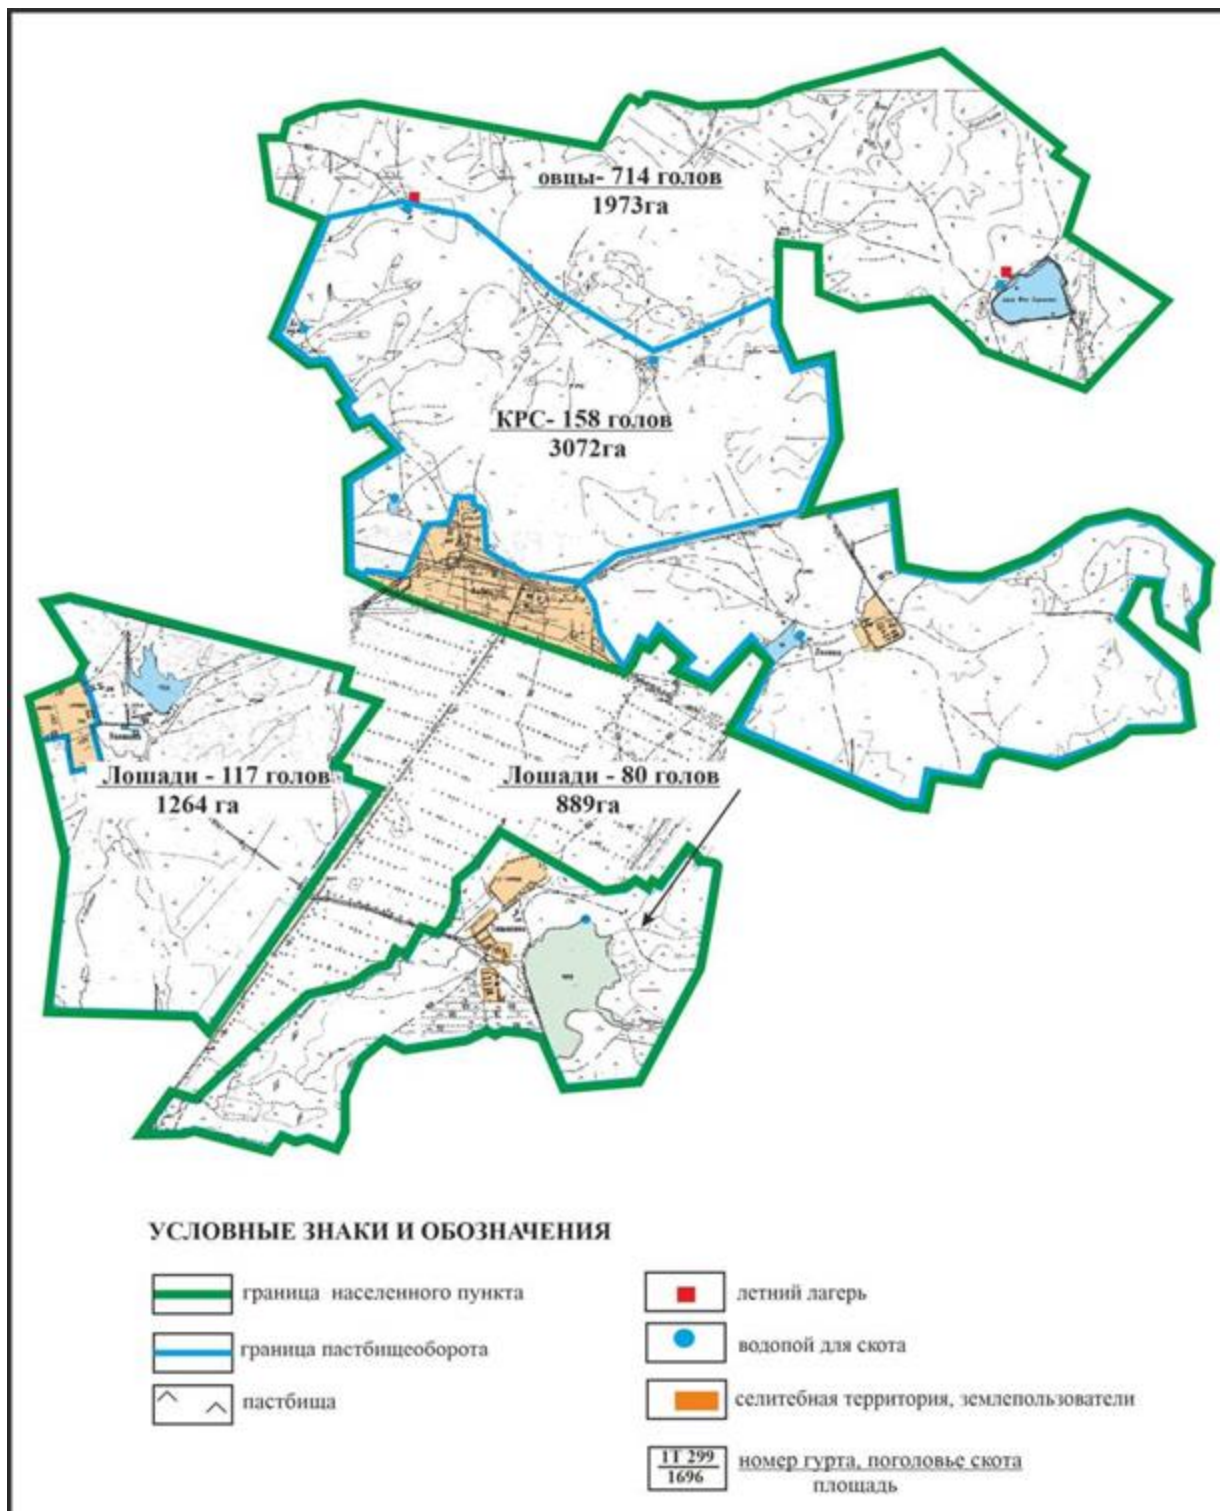 овцы- 714 голов
1973га
КРС- 158 голов
3072га
Лошади - 117 голов
1264 га
Лошади - 80 голов
889га
УСЛОВНЫЕ ЗНАКИ И ОБОЗНАЧЕНИЯ
граница населенного пункта
граница пастбищеоборота
пастбища
летний лагерь
водопой для скота
селитебная территория, землепользователи
1Т 299
1696
номер гурта, поголовье скота
площадь